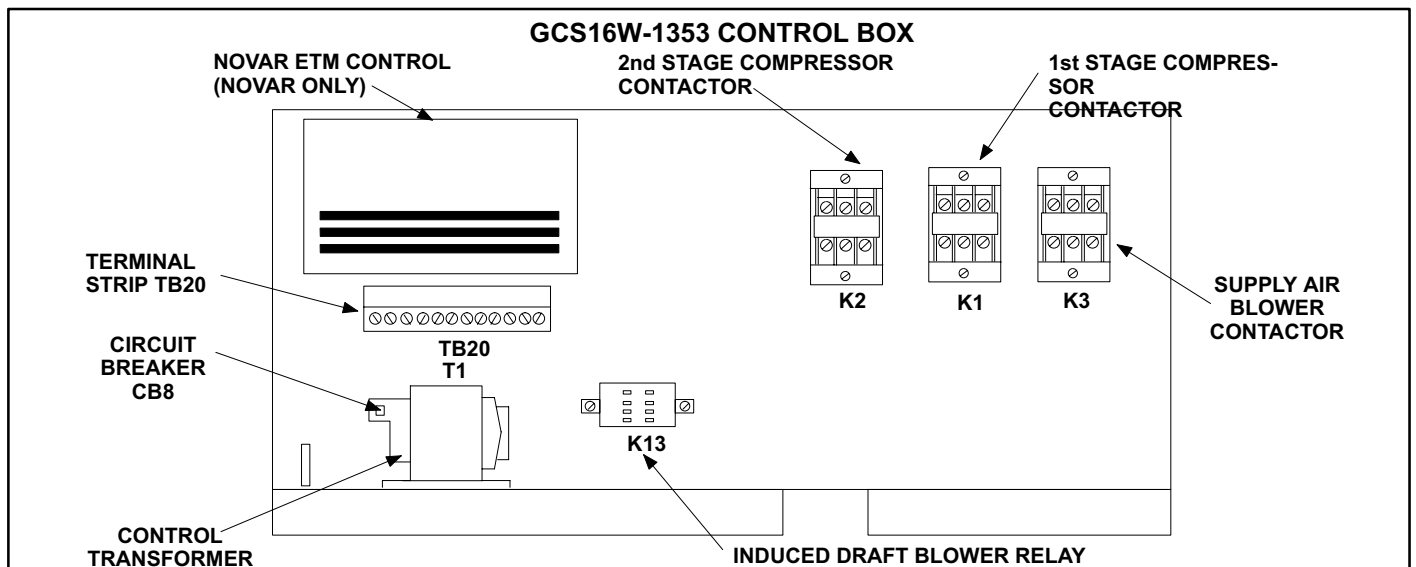 GCS16W-1353 CONTROL BOX
NOVAR ETM CONTROL
(NOVAR ONLY)
2nd STAGE COMPRESSOR
CONTACTOR
1st STAGE COMPRES-
SOR
CONTACTOR
K2
K1
K3
TERMINAL
STRIP TB20
SUPPLY AIR
BLOWER
CONTACTOR
TB20
T1
CIRCUIT
BREAKER
CB8
K13
CONTROL
TRANSFORMER
INDUCED DRAFT BLOWER RELAY